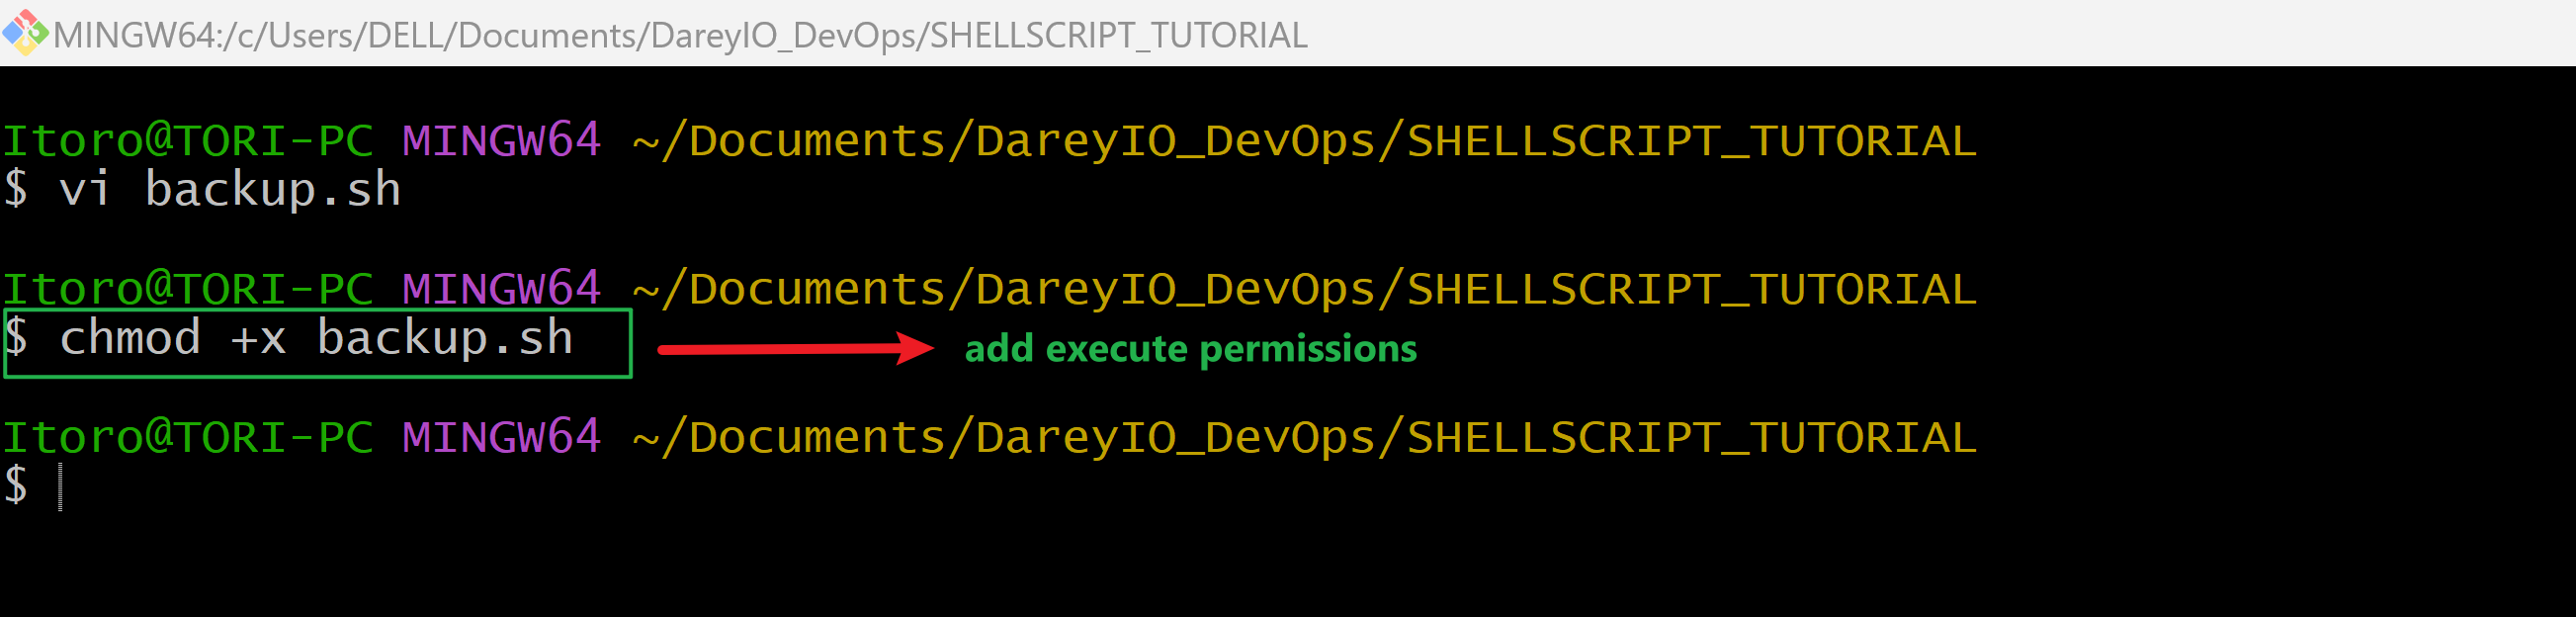 MINGW64:/c/Users/DELL/Documents/DareyIO_DevOps/SHELLSCRIPT_TUTORIAL
Itoro@TORI-PC MINGW64 ~/Documents/DareyIO_DevOps/SHELLSCRIPT_TUTORIAL
$ vi backup.sh
Itoro@TORI-PC MINGW64 ~/Documents/DareyIO_DevOps/SHELLSCRIPT_TUTORIAL
$ chmod +x backup.sh add execute permissions
Itoro@TORI-PC MINGW64 ~/Documents/DareyIO_DevOps/SHELLSCRIPT_TUTORIAL
$